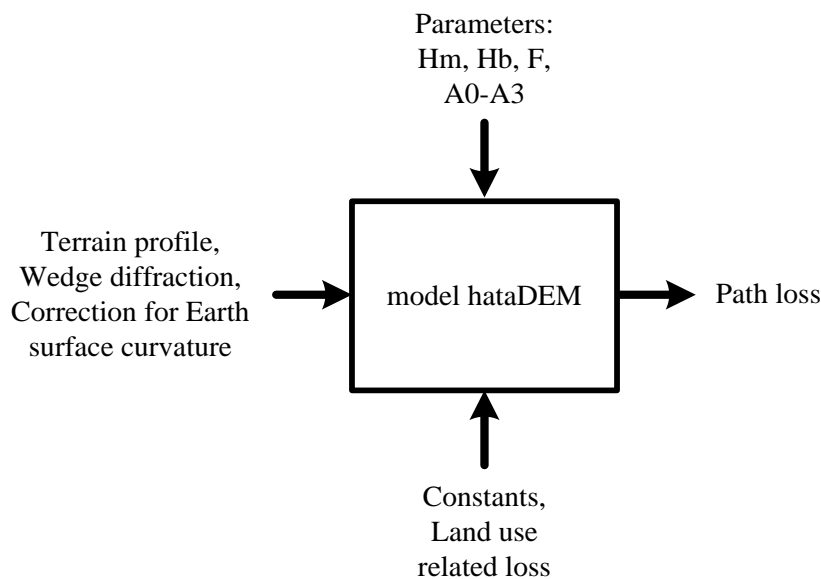 Parameters:
Hm, Hb, F,
A0-A3
Terrain profile,
Wedge diffraction,
Correction for Earth
surface curvature
model hataDEM
Path loss
Constants,
Land use
related loss